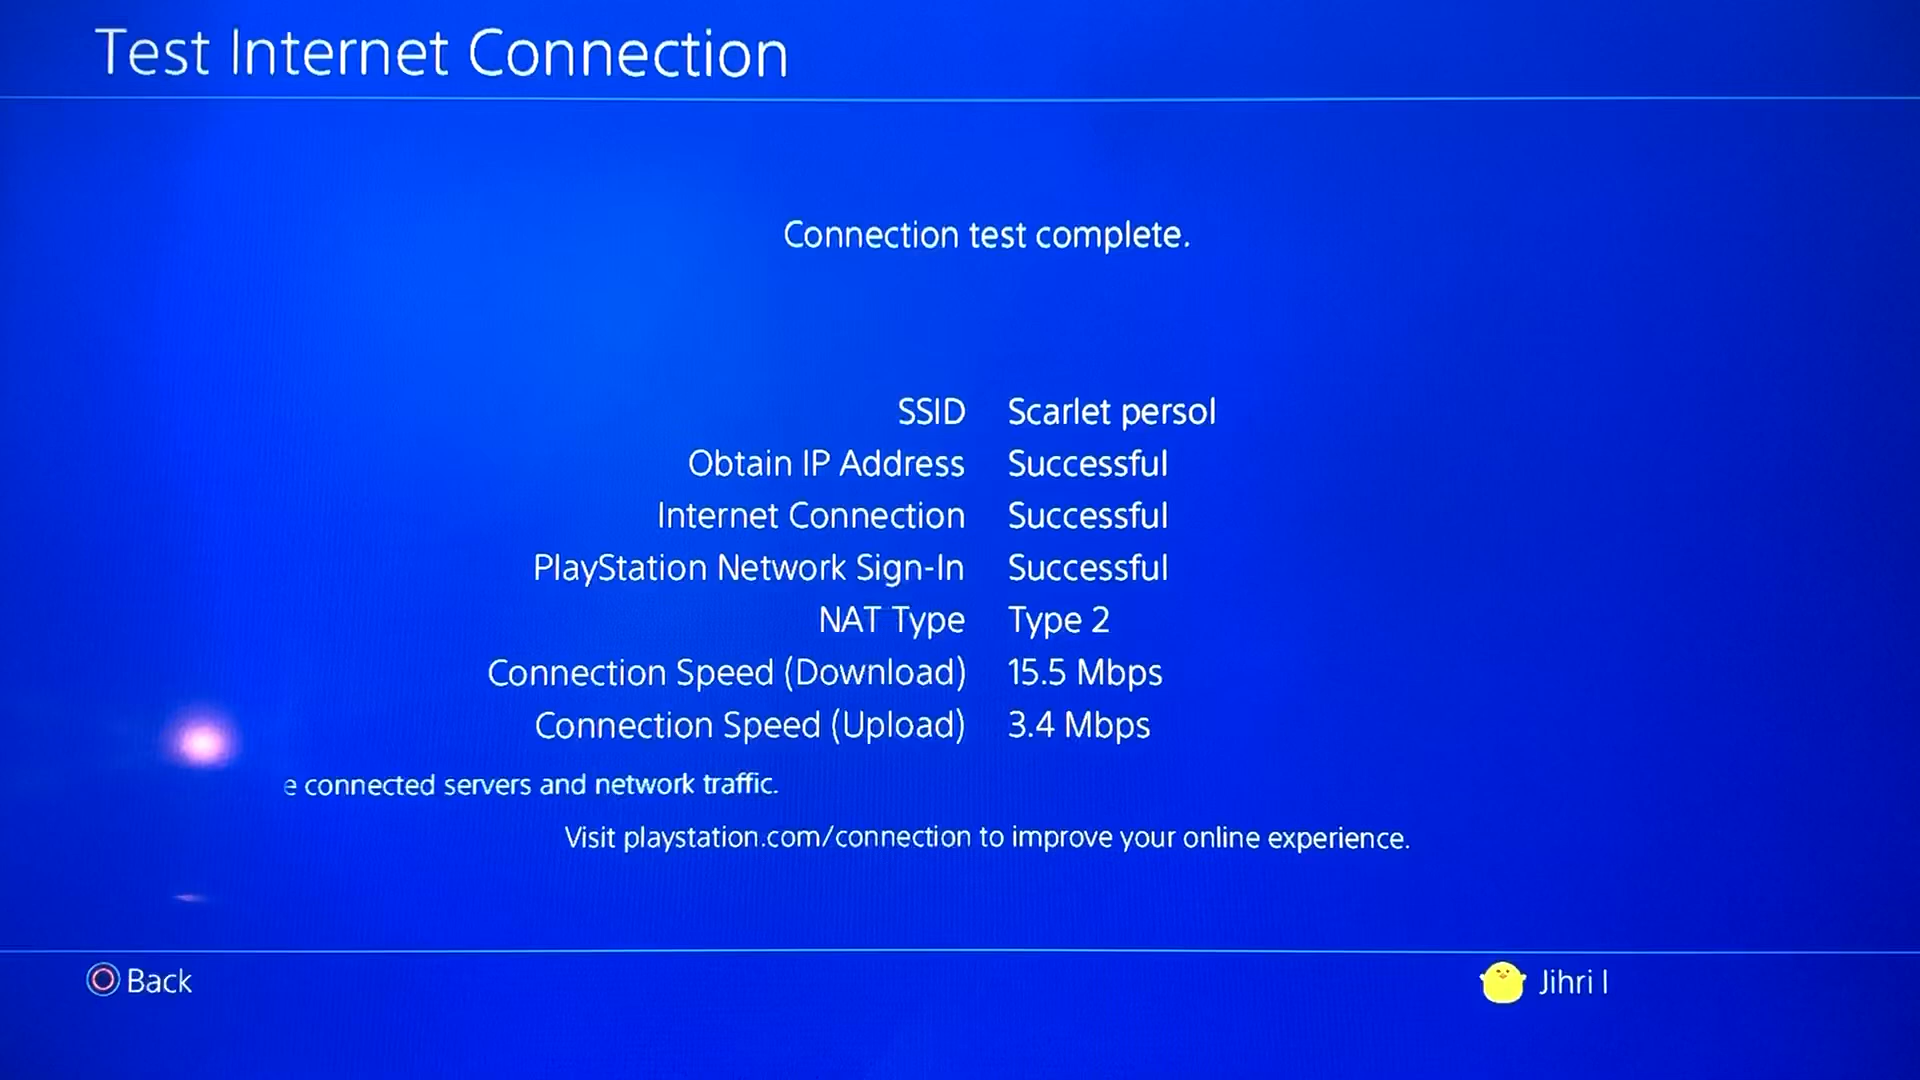 Test Internet Connection
Connection test complete.
SSID Scarlet persol
Obtain IP Address Successful
Internet Connection Successful
PlayStation Network Sign-In Successful
NAT Type Type 2
Connection Speed (Download) 15.5 Mbps
Connection Speed (Upload) 3.4 Mbps
e connected servers and network traffic.
Visit playstation.com/connection to improve your online experience.
Back Jihri I